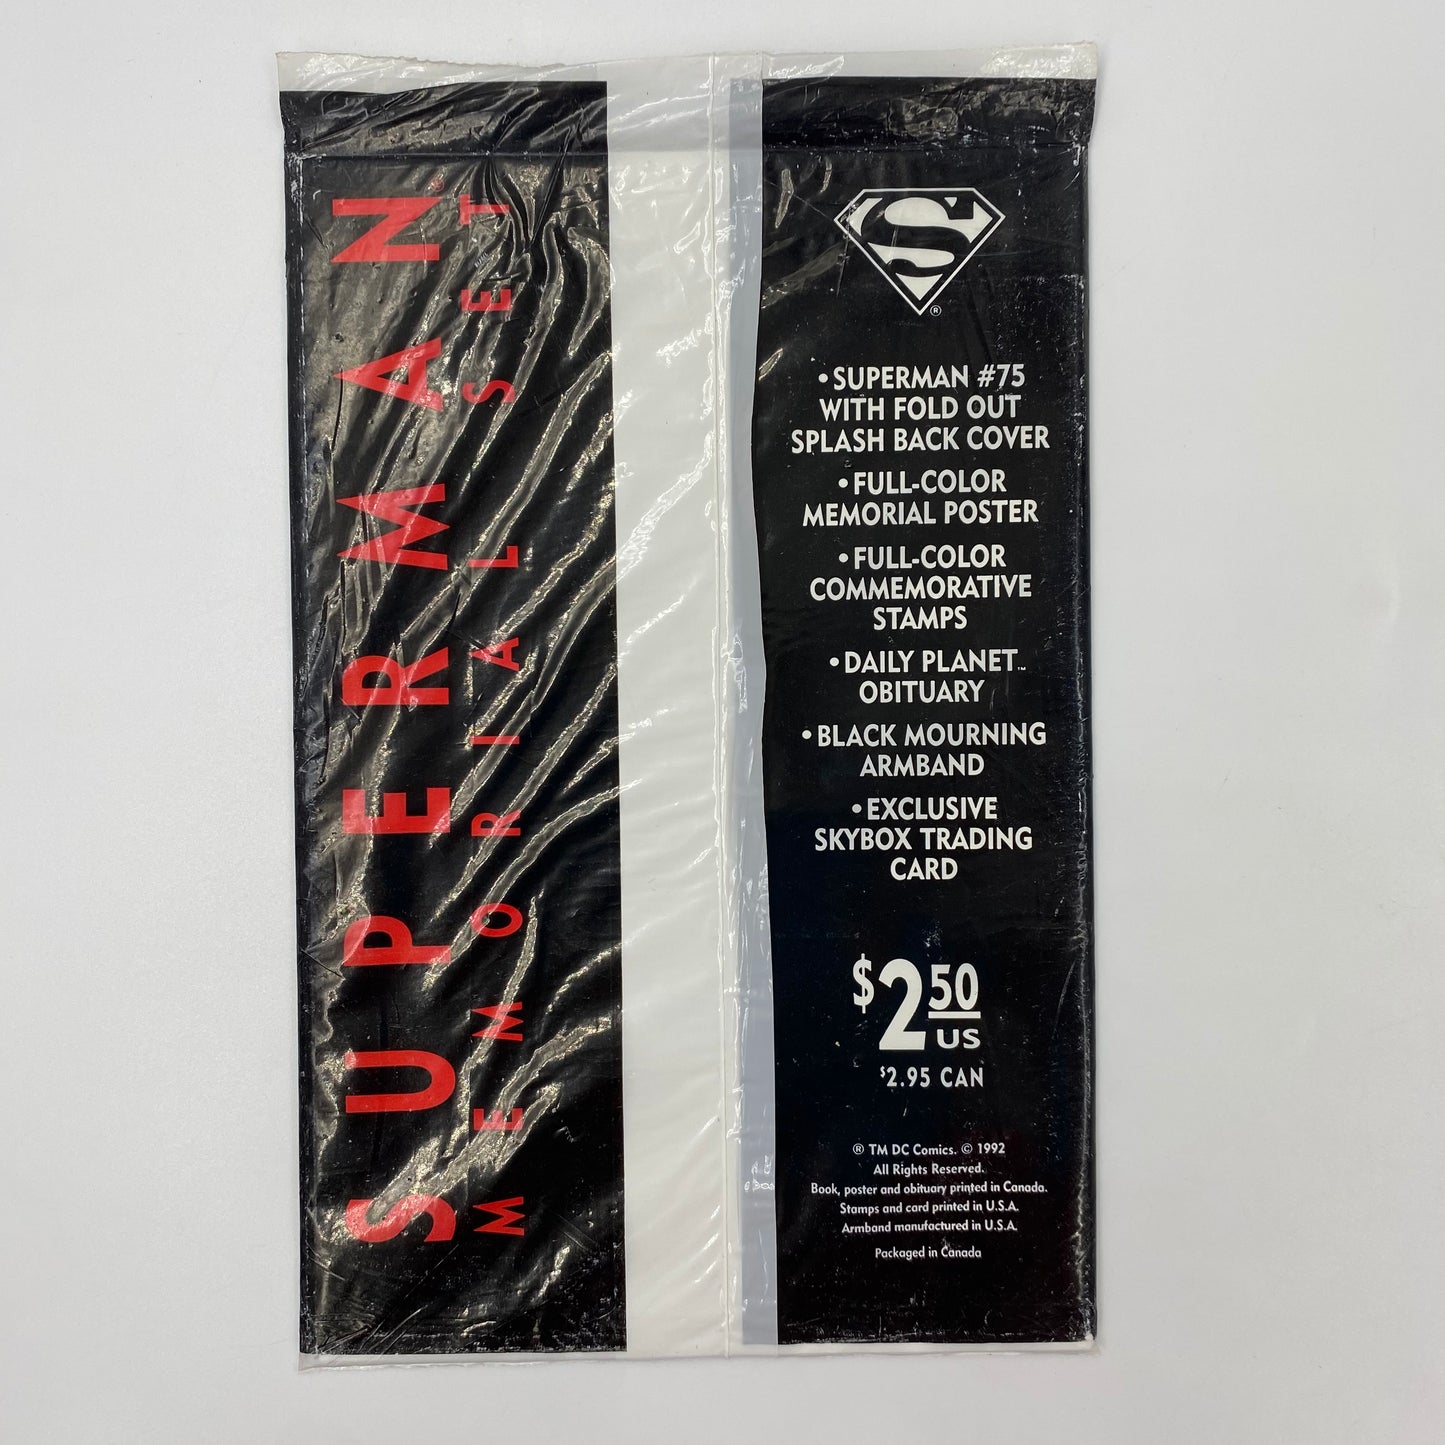 SUPERMAN®
MEMORIAL SET
S®
•SUPERMAN #75
WITH FOLD OUT
SPLASH BACK COVER
•FULL-COLOR
MEMORIAL POSTER
•FULL-COLOR
COMMEMORATIVE
STAMPS
•DAILY PLANET™
OBITUARY
•BLACK MOURNING
ARMBAND
•EXCLUSIVE
SKYBOX TRADING
CARD
$2.50
US
$2.95 CAN
® TM DC Comics. © 1992
All Rights Reserved.
Book, poster and obituary printed in Canada.
Stamps and card printed in U.S.A.
Armband manufactured in U.S.A.
Packaged in Canada